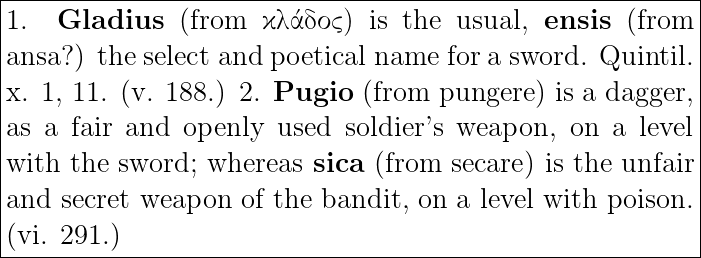 1. Gladius (from κλάδος) is the usual, ensis (from
ansa?) the select and poetical name for a sword. Quintil.
x. 1, 11. (v. 188.) 2. Pugio (from pungere) is a dagger,
as a fair and openly used soldier's weapon, on a level
with the sword; whereas sica (from secare) is the unfair
and secret weapon of the bandit, on a level with poison.
(vi. 291.)